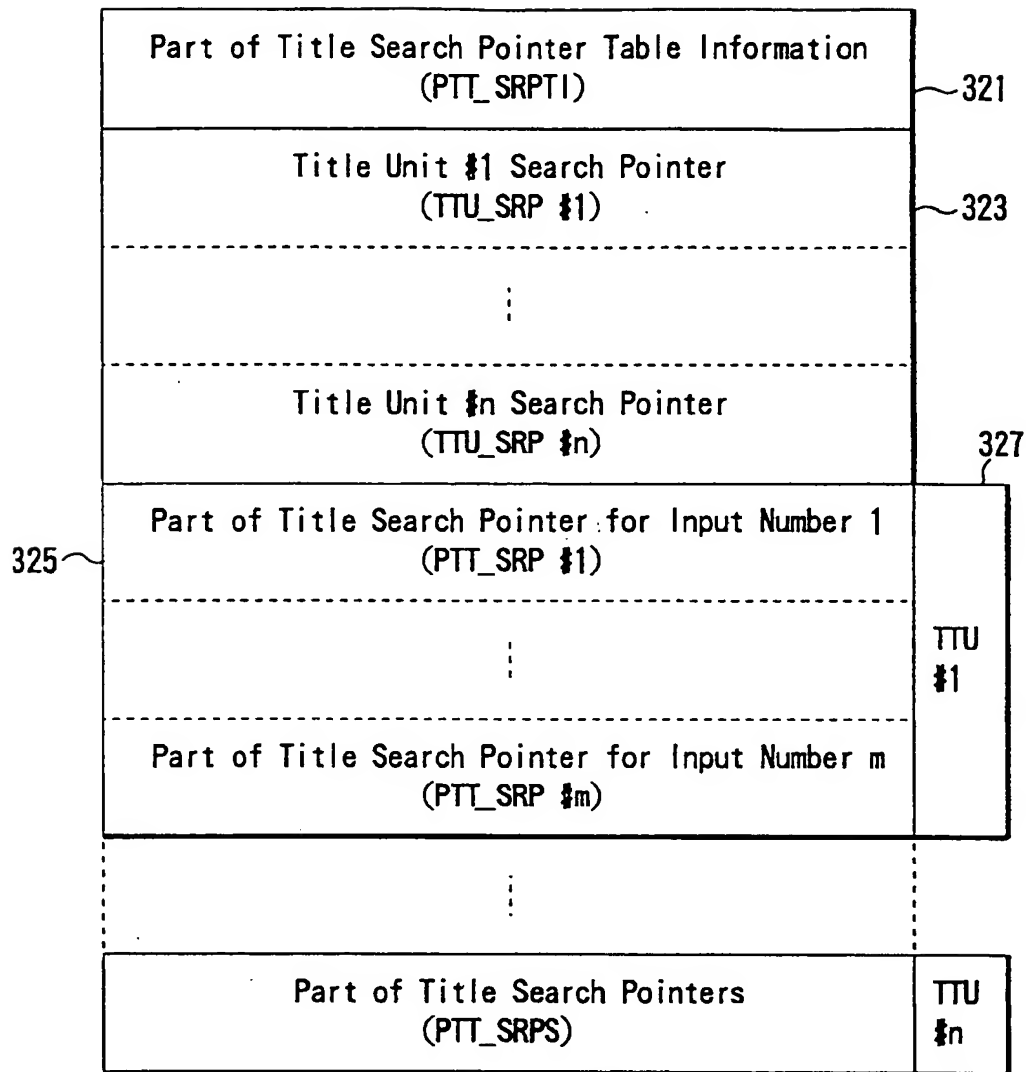 Part of Title Search Pointer Table Information
(PTT_SRPTI)
321
Title Unit #1 Search Pointer
(TTU_SRP #1)
323
Title Unit #n Search Pointer
(TTU_SRP #n)
327
Part of Title Search Pointer for Input Number 1
(PTT_SRP #1)
325
TTU
#1
Part of Title Search Pointer for Input Number m
(PTT_SRP #m)
Part of Title Search Pointers
(PTT_SRPS)
TTU
#n